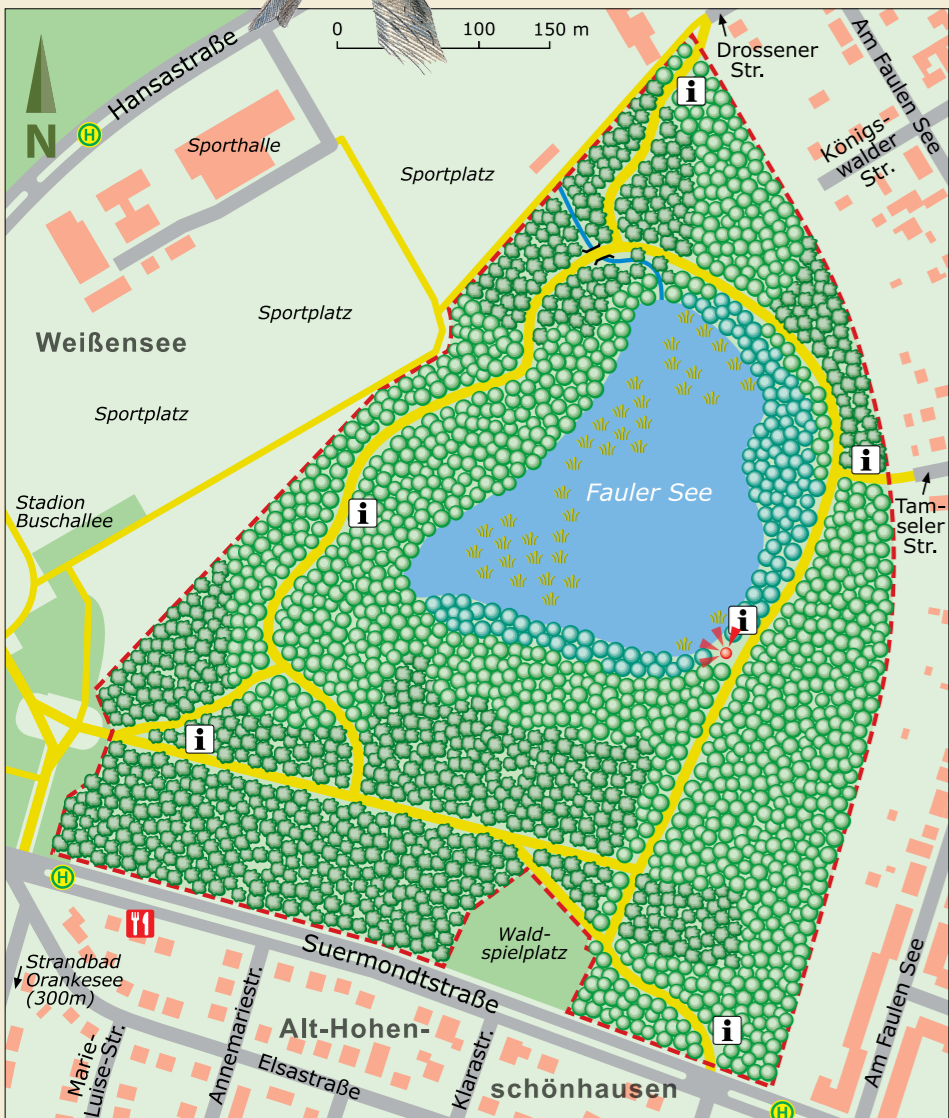 0 100 150 m
Drossener
Str.
Am Faulen See
Hansastraße
H
N
i
Sporthalle
Sportplatz
Königs-
walder
Str.
Sportplatz
Weißensee
Sportplatz
i
Fauler See
i
Stadion
Buschallee
Tam-
seler
Str.
i
i
H
Wald-
spielplatz
Suermondtstraße
Strandbad
Orankesee
(300m)
Alt-Hohen-
schönhausen
Marie-
Luise-Str.
Annemariestr.
Elsastraße
Klarastr.
i
Am Faulen See
H